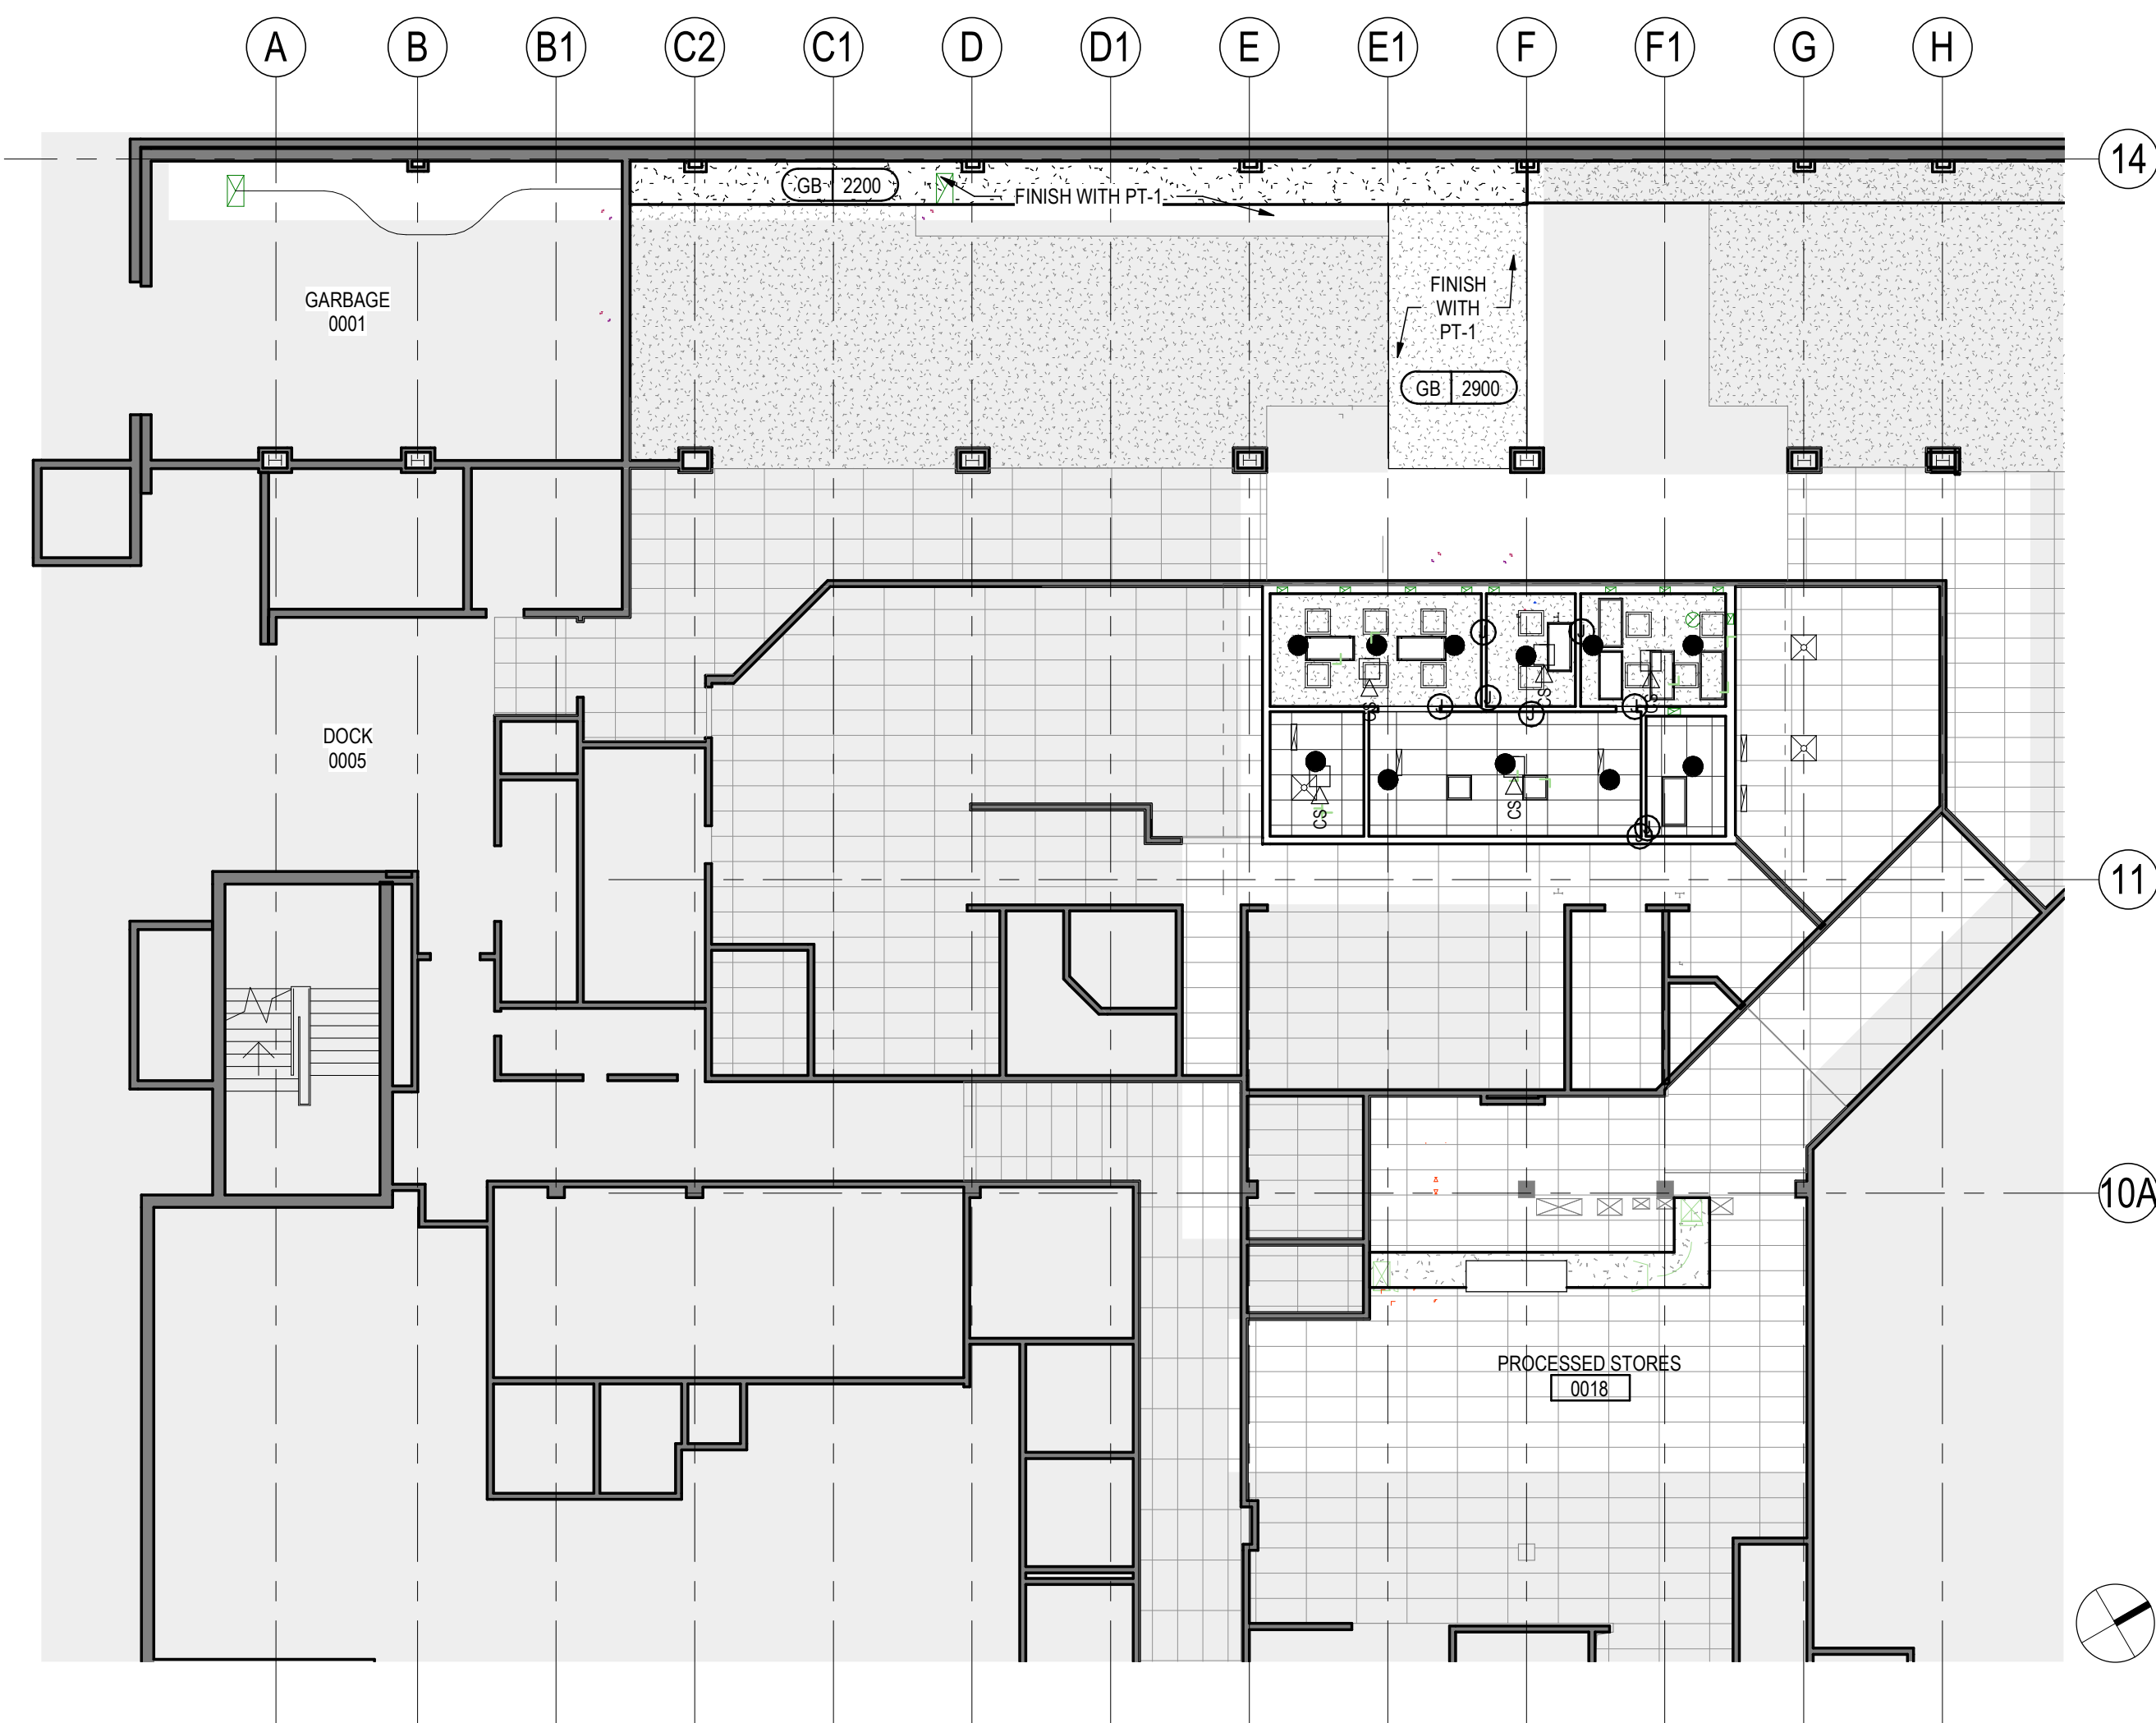 A
B
B1
C2
C1
D
D1
E
E1
F
F1
G
H
14
GB 2200
FINISH WITH PT-1
GARBAGE
0001
FINISH
WITH
PT-1
GB 2900
J
J
J
J
J
J
CS
CS
CS
DOCK
0005
CS
CS
J
J
11
10A
PROCESSED STORES
0018